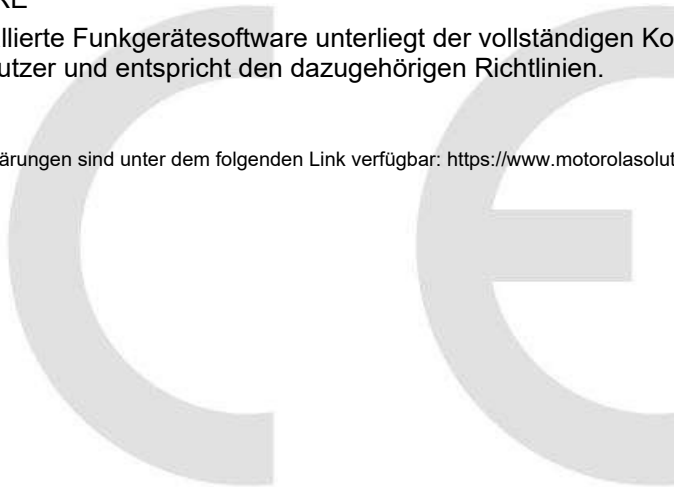 llierte Funkgerätesoftware unterliegt der vollständigen Ko
utzer und entspricht den dazugehörigen Richtlinien.
ärungen sind unter dem folgenden Link verfügbar: https://www.motorolasolut
CE